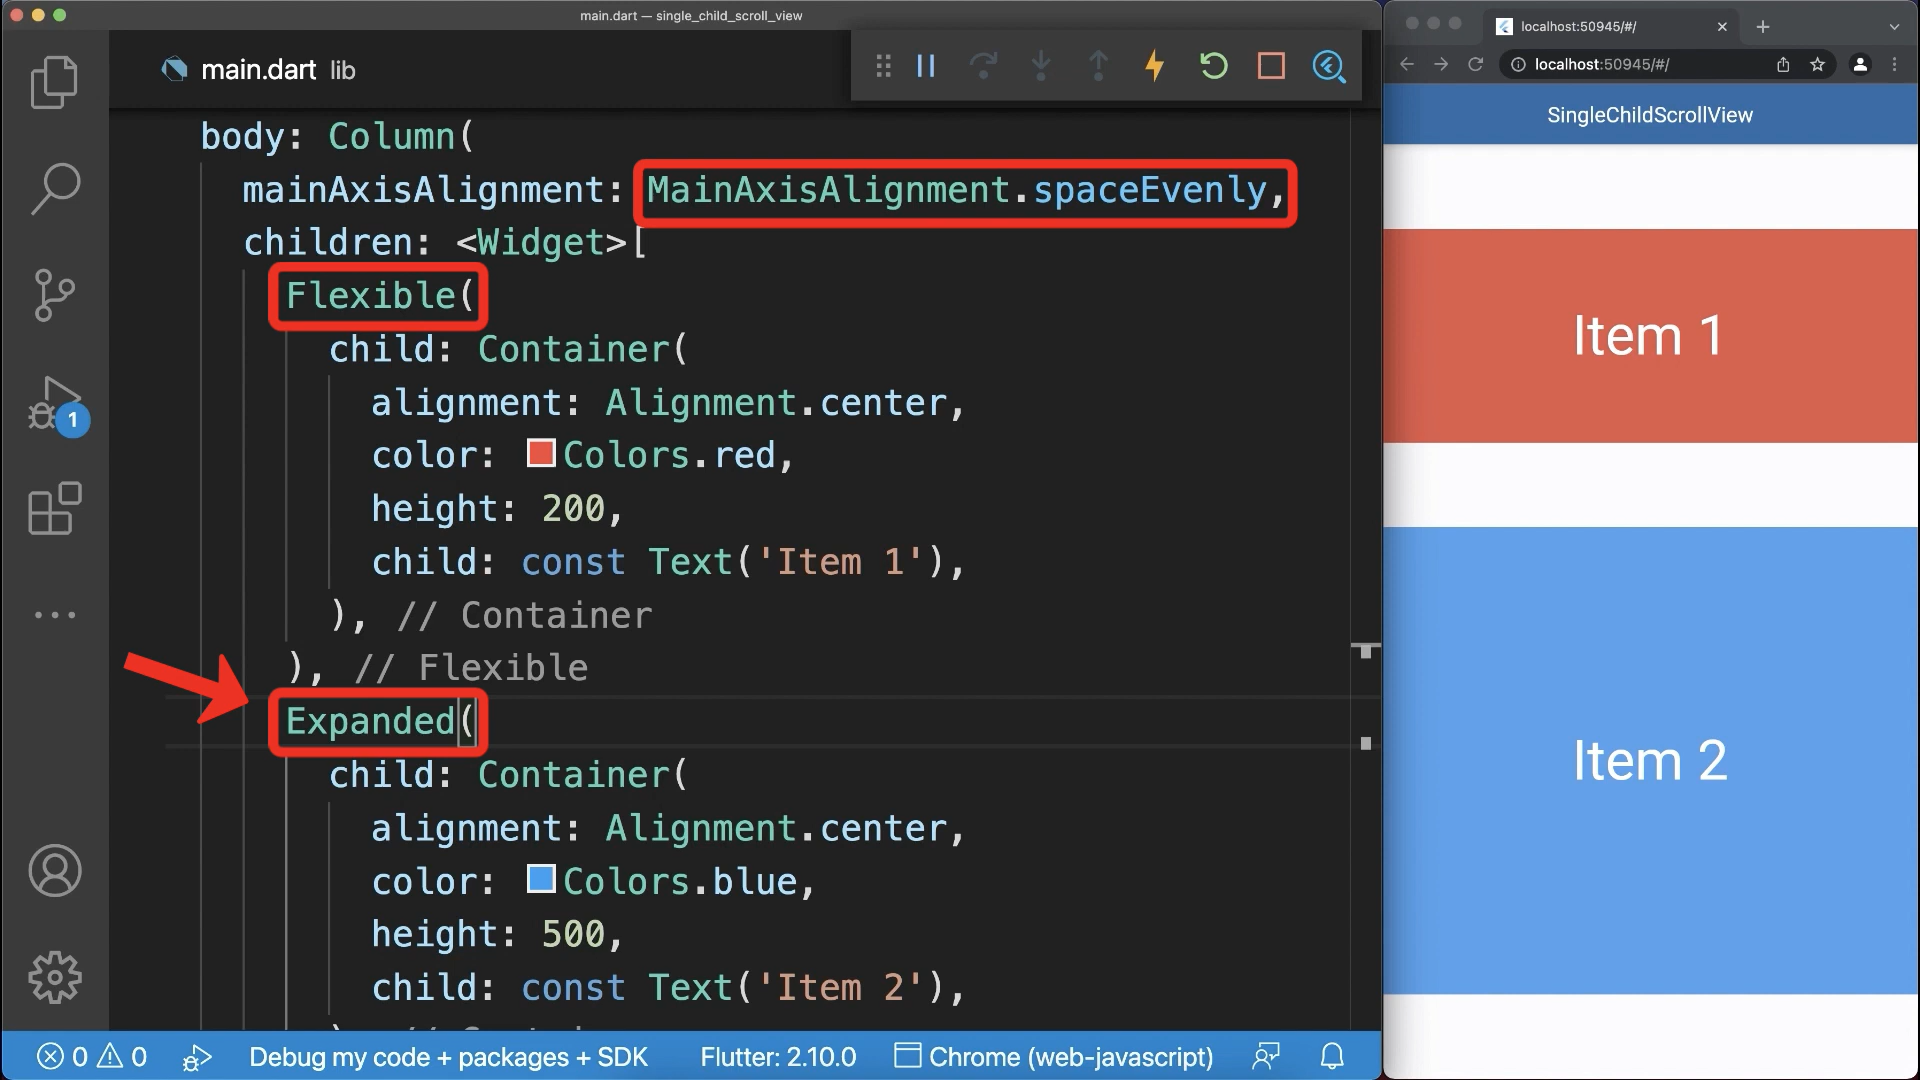 main.dart — single_child_scroll_view
main.dart lib
body: Column(
mainAxisAlignment: MainAxisAlignment.spaceEvenly,
children: <Widget>[
Flexible(
child: Container(
alignment: Alignment.center,
color: Colors.red,
height: 200,
child: const Text('Item 1'),
), // Container
), // Flexible
Expanded(
child: Container(
alignment: Alignment.center,
color: Colors.blue,
height: 500,
child: const Text('Item 2'),
1
0 0 Debug my code + packages + SDK Flutter: 2.10.0 Chrome (web-javascript)
localhost:50945/#/
localhost:50945/#/
SingleChildScrollView
Item 1
Item 2